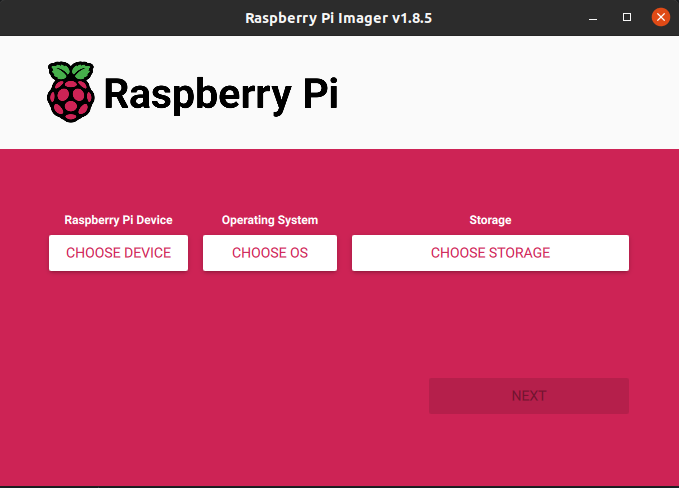 Raspberry Pi Imager v1.8.5
Raspberry Pi
Raspberry Pi Device Operating System Storage
CHOOSE DEVICE CHOOSE OS CHOOSE STORAGE
NEXT